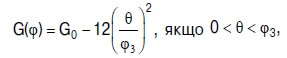 G(φ) = G₀ – 12(θ/φ₃)², якщо 0 < θ < φ₃,